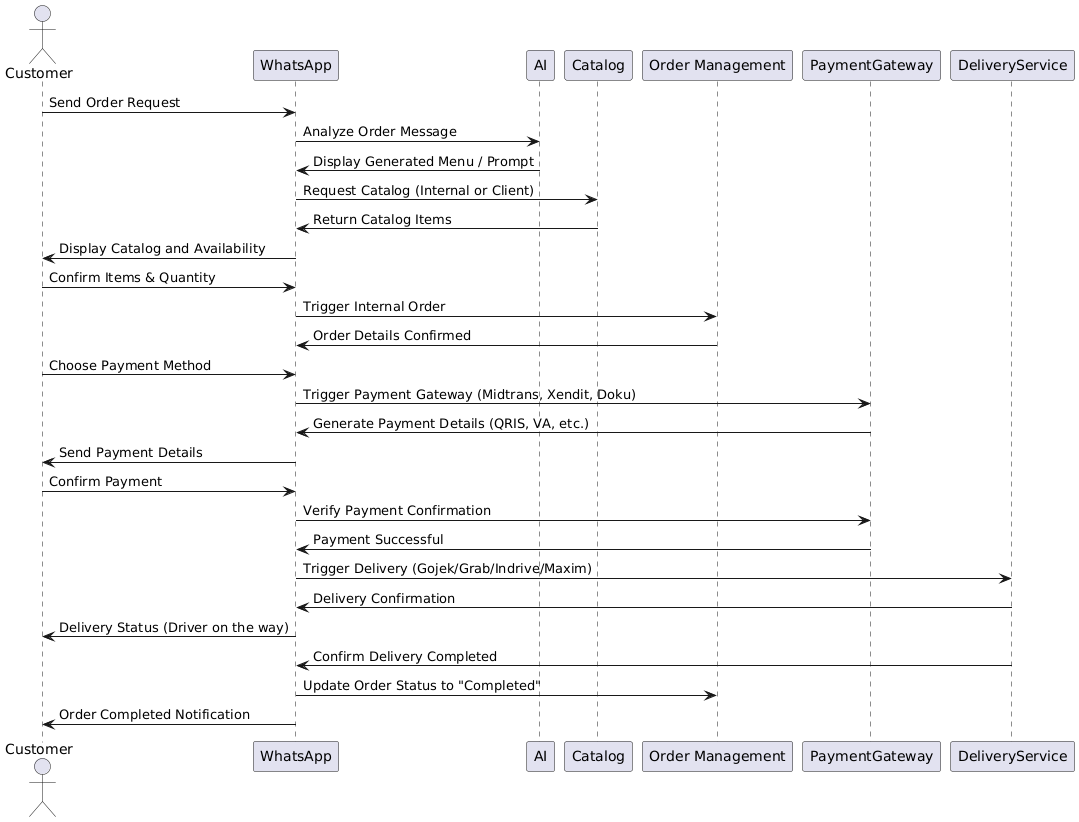 Customer
WhatsApp
AI
Catalog
Order Management
PaymentGateway
DeliveryService
Send Order Request
Analyze Order Message
Display Generated Menu / Prompt
Request Catalog (Internal or Client)
Return Catalog Items
Display Catalog and Availability
Confirm Items & Quantity
Trigger Internal Order
Order Details Confirmed
Choose Payment Method
Trigger Payment Gateway (Midtrans, Xendit, Doku)
Generate Payment Details (QRIS, VA, etc.)
Send Payment Details
Confirm Payment
Verify Payment Confirmation
Payment Successful
Trigger Delivery (Gojek/Grab/Indrive/Maxim)
Delivery Confirmation
Delivery Status (Driver on the way)
Confirm Delivery Completed
Update Order Status to "Completed"
Order Completed Notification
Customer
WhatsApp
AI
Catalog
Order Management
PaymentGateway
DeliveryService